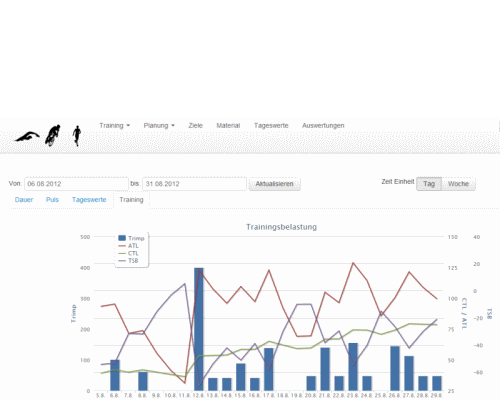 Training Planung Ziele Material Tageswerte Auswertungen
Von 06.08.2012 bis: 31.08.2012 Aktualisieren Zeit Einheit Tag Woche
Dauer Puls Tageswerte Training
Trainingsbelastung
500 150 40
Trimp
ATL
CTL
TSB
400 125 20
300 100 0
Trimp CTL / ATL TSB
200 75 -20
-40
100 50 -60
0 25
5.8. 6.8. 7.8. 8.8. 9.8. 10.8. 11.8. 12.8. 13.8. 14.8. 15.8. 16.8. 17.8. 18.8. 19.8. 20.8. 21.8. 22.8. 23.8. 24.8. 25.8. 26.8. 27.8. 28.8. 29.8.